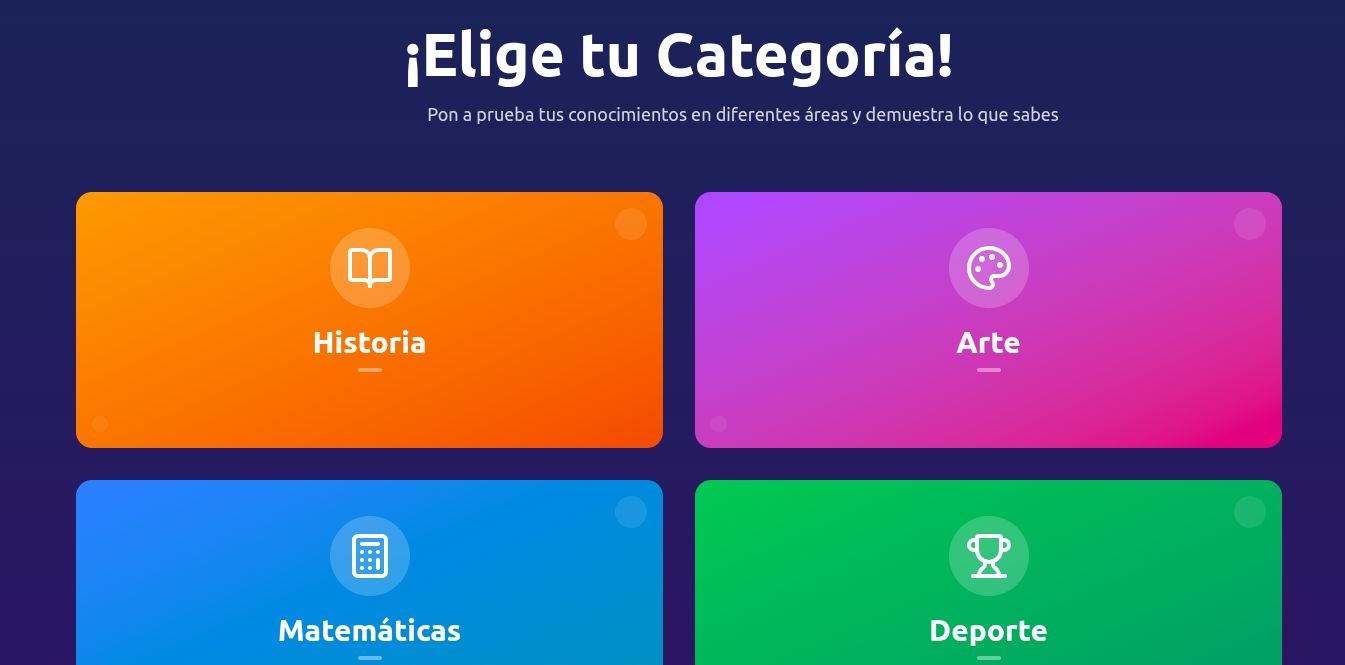 ¡Elige tu Categoría!
Pon a prueba tus conocimientos en diferentes áreas y demuestra lo que sabes
Historia
Arte
Matemáticas
Deporte